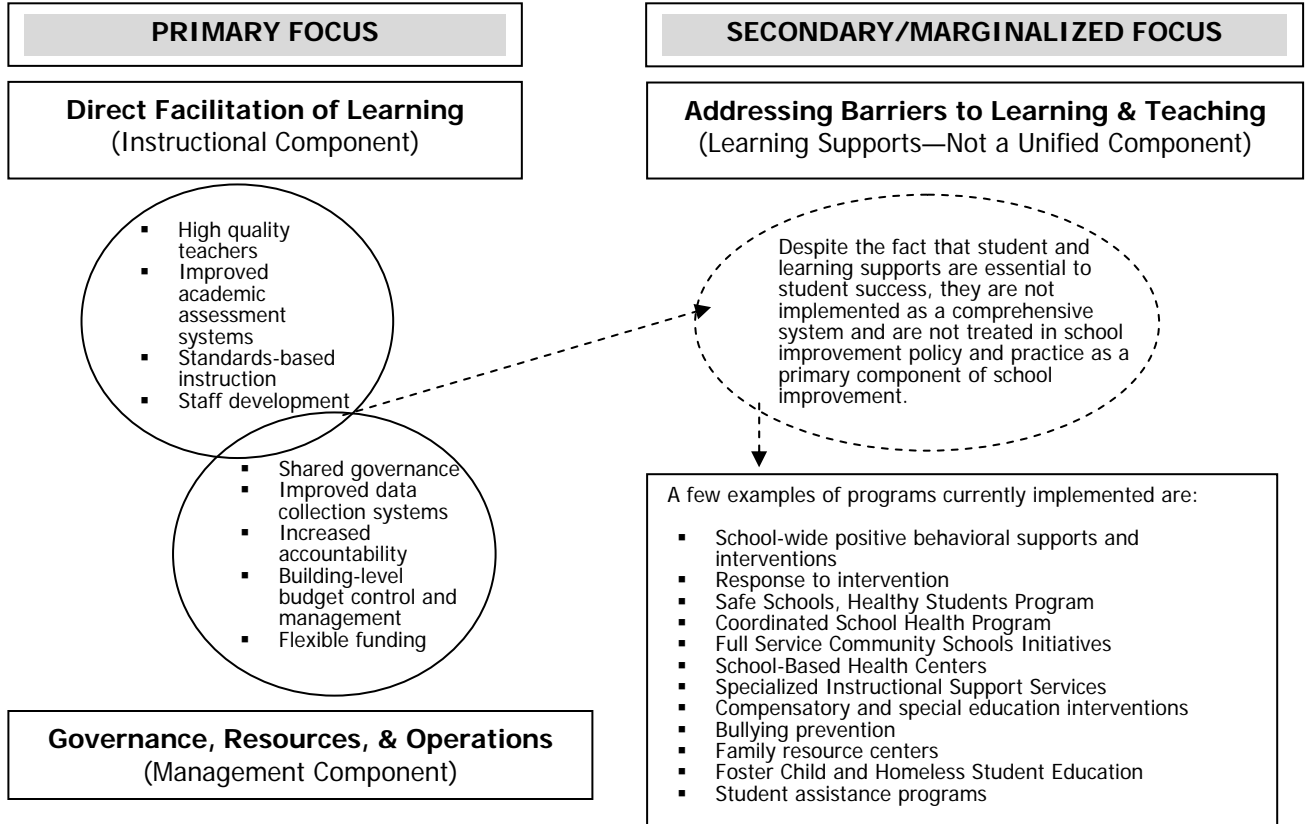 PRIMARY FOCUS
Direct Facilitation of Learning
(Instructional Component)
▪ High quality
teachers
▪ Improved
academic
assessment
systems
▪ Standards-based
instruction
▪ Staff development
▪ Shared governance
▪ Improved data
collection systems
▪ Increased
accountability
▪ Building-level
budget control and
management
▪ Flexible funding
Governance, Resources, & Operations
(Management Component)
SECONDARY/MARGINALIZED FOCUS
Addressing Barriers to Learning & Teaching
(Learning Supports—Not a Unified Component)
Despite the fact that student and
learning supports are essential to
student success, they are not
implemented as a comprehensive
system and are not treated in school
improvement policy and practice as a
primary component of school
improvement.
A few examples of programs currently implemented are:
▪ School-wide positive behavioral supports and
interventions
▪ Response to intervention
▪ Safe Schools, Healthy Students Program
▪ Coordinated School Health Program
▪ Full Service Community Schools Initiatives
▪ School-Based Health Centers
▪ Specialized Instructional Support Services
▪ Compensatory and special education interventions
▪ Bullying prevention
▪ Family resource centers
▪ Foster Child and Homeless Student Education
▪ Student assistance programs